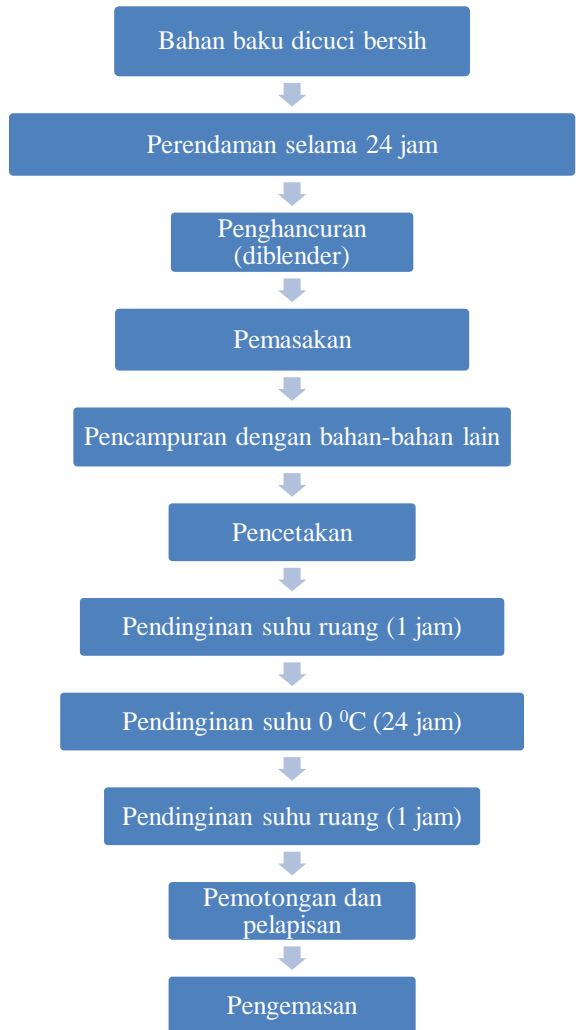 Bahan baku dicuci bersih
Perendaman selama 24 jam
Penghancuran
(diblender)
Pemasakan
Pencampuran dengan bahan-bahan lain
Pencetakan
Pendinginan suhu ruang (1 jam)
Pendinginan suhu 0 ⁰C (24 jam)
Pendinginan suhu ruang (1 jam)
Pemotongan dan
pelapisan
Pengemasan